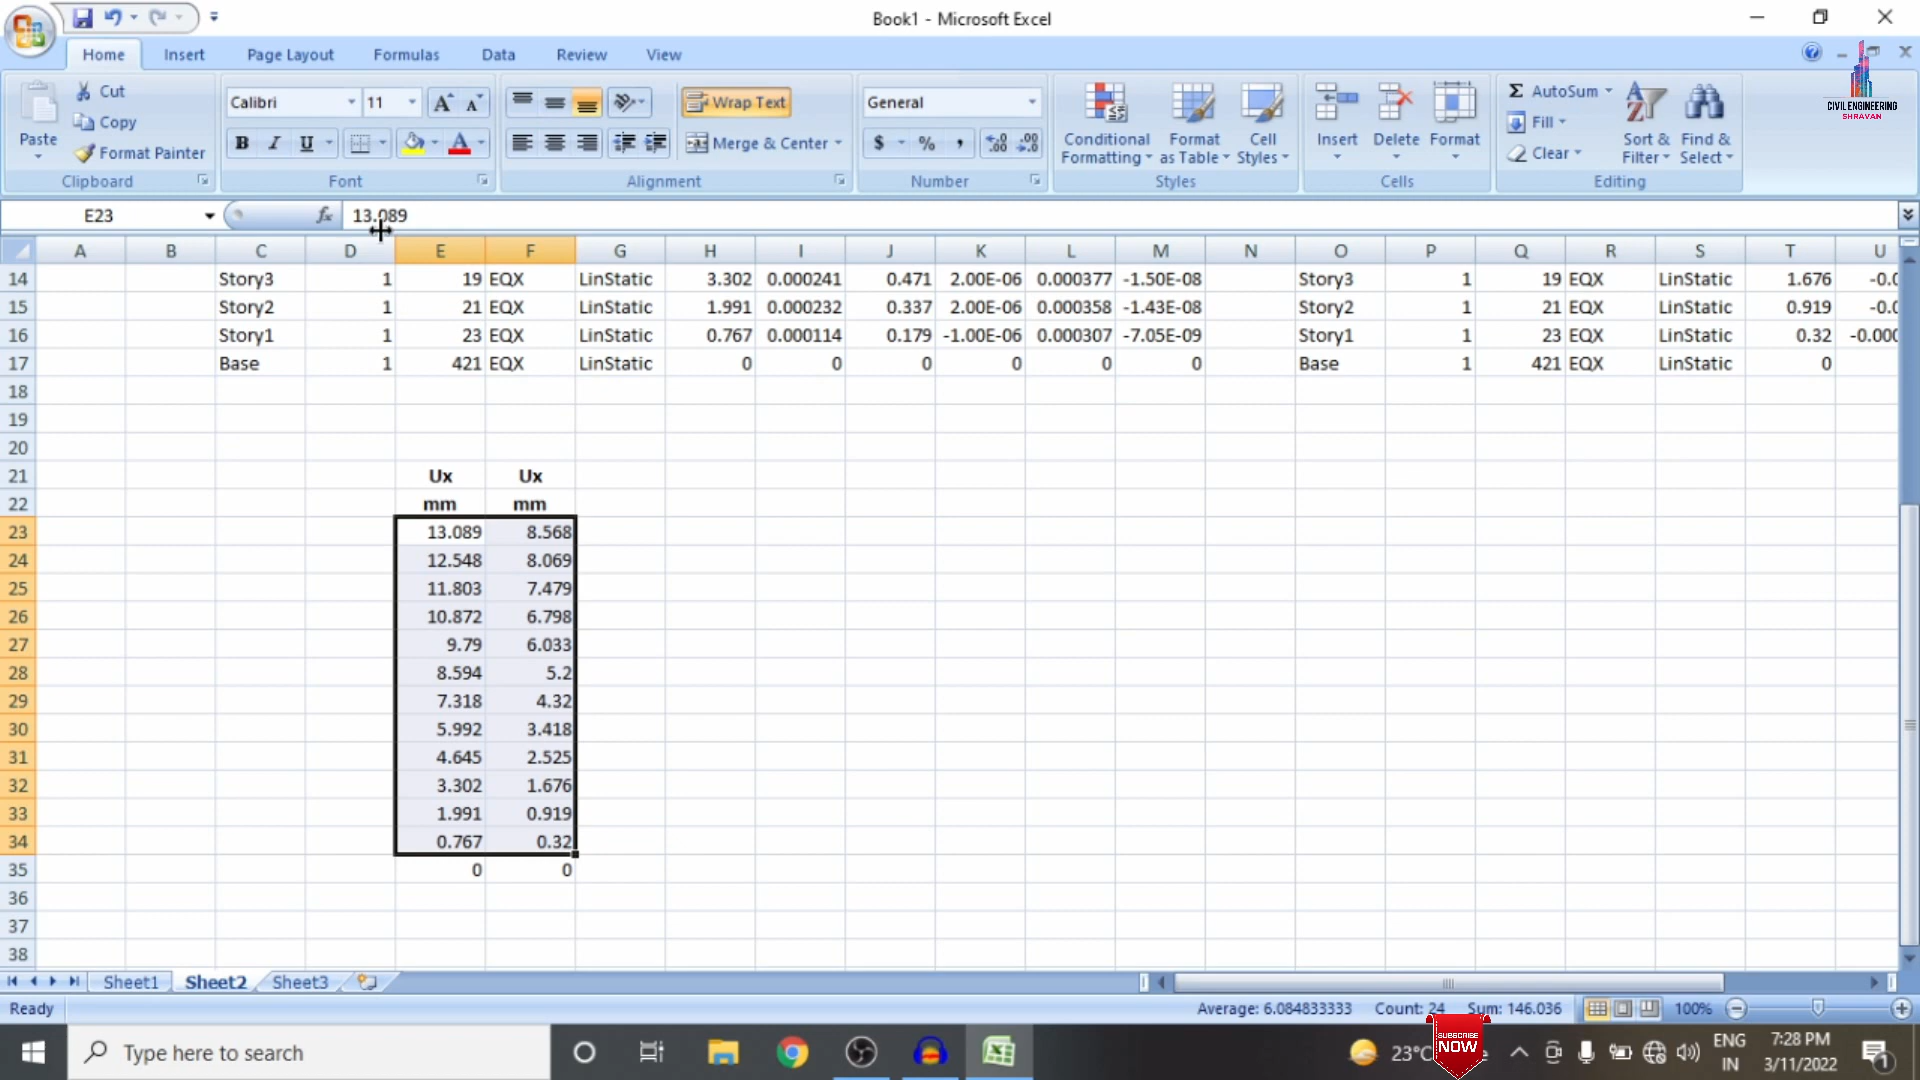 Book1 - Microsoft Excel
Home Insert Page Layout Formulas Data Review View
Paste Cut Copy Format Painter Clipboard
Calibri 11 B I U Font
Wrap Text Merge & Center Alignment
General $ % , Number
Conditional Formatting Format as Table Cell Styles Styles
Insert Delete Format Cells
Σ AutoSum Fill Clear Sort & Filter Find & Select Editing
CIVIL ENGINEERING
SHRAVAN
E23 fx 13.089
A B C D E F G H I J K L M N O P Q R S T U
14 Story3 1 19 EQX LinStatic 3.302 0.000241 0.471 2.00E-06 0.000377 -1.50E-08 Story3 1 19 EQX LinStatic 1.676 -0.0
15 Story2 1 21 EQX LinStatic 1.991 0.000232 0.337 2.00E-06 0.000358 -1.43E-08 Story2 1 21 EQX LinStatic 0.919 -0.0
16 Story1 1 23 EQX LinStatic 0.767 0.000114 0.179 -1.00E-06 0.000307 -7.05E-09 Story1 1 23 EQX LinStatic 0.32 -0.000
17 Base 1 421 EQX LinStatic 0 0 0 0 0 0 Base 1 421 EQX LinStatic 0
18
19
20
21 Ux Ux
22 mm mm
23 13.089 8.568
24 12.548 8.069
25 11.803 7.479
26 10.872 6.798
27 9.79 6.033
28 8.594 5.2
29 7.318 4.32
30 5.992 3.418
31 4.645 2.525
32 3.302 1.676
33 1.991 0.919
34 0.767 0.32
35 0 0
36
37
38
Sheet1 Sheet2 Sheet3
Ready Average: 6.084833333 Count: 24 Sum: 146.036 100%
SUBSCRIBE
NOW
Type here to search 23°C ENG IN 7:28 PM 3/11/2022 1